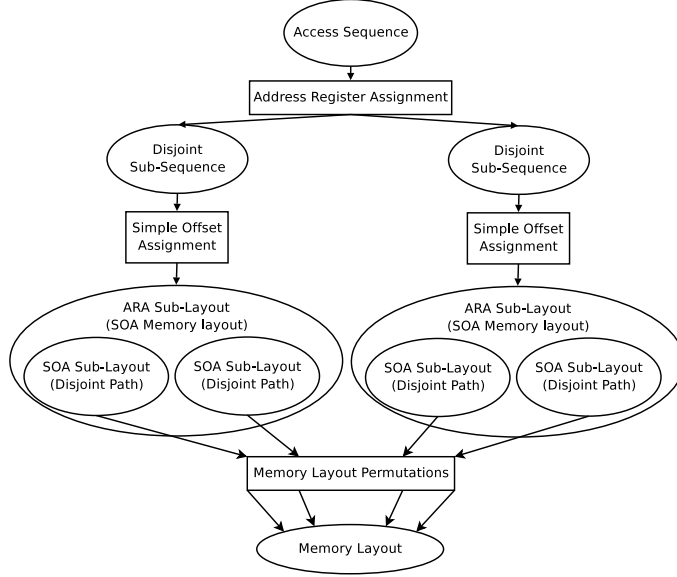 Access Sequence
Address Register Assignment
Disjoint
Sub-Sequence
Disjoint
Sub-Sequence
Simple Offset
Assignment
Simple Offset
Assignment
ARA Sub-Layout
(SOA Memory layout)
ARA Sub-Layout
(SOA Memory layout)
SOA Sub-Layout
(Disjoint Path)
SOA Sub-Layout
(Disjoint Path)
SOA Sub-Layout
(Disjoint Path)
SOA Sub-Layout
(Disjoint Path)
Memory Layout Permutations
Memory Layout